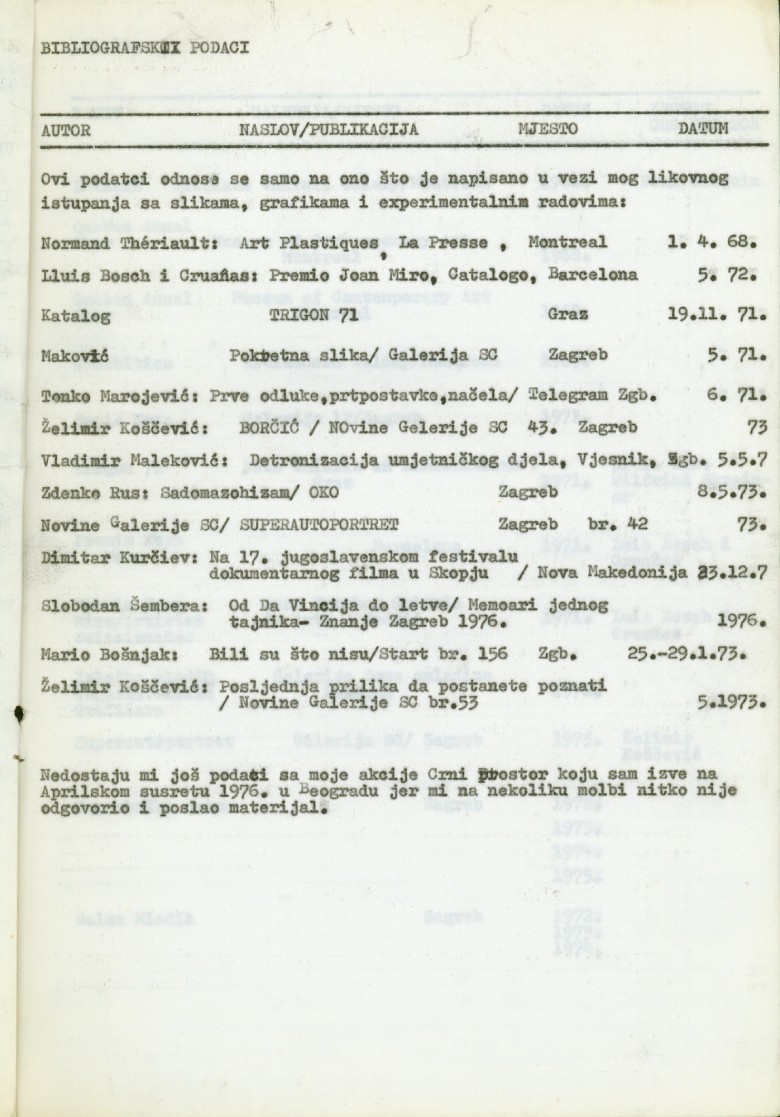 BIBLIOGRAFSKI PODACI
AUTOR NASLOV/PUBLIKACIJA MJESTO DATUM
Ovi podatci odnose se samo na ono što je napisano u vezi mog likovnog
istupanja sa slikama, grafikama i experimentalnim radovima:
Normand Thériault: Art Plastiques, La Presse , Montreal 1. 4. 68.
Lluis Bosch i Cruañas: Premio Joan Miro, Catalogo, Barcelona 5. 72.
Katalog TRIGON 71 Graz 19.11. 71.
Maković Pokretna slika/ Galerija SC Zagreb 5. 71.
Tonko Marojević: Prve odluke,prtpostavke,načela/ Telegram Zgb. 6. 71.
Želimir Koščević: BORČIĆ / NOvine Gelerije SC 43. Zagreb 73
Vladimir Maleković: Detronizacija umjetničkog djela, Vjesnik, Zgb. 5.5.7
Zdenko Rus: Sadomazohizam/ OKO Zagreb 8.5.73.
Novine Galerije SC/ SUPERAUTOPORTRET Zagreb br. 42 73.
Dimitar Kurčiev: Na 17. jugoslavenskom festivalu
dokumentarnog filma u Skopju / Nova Makedonija 23.12.7
Slobodan Šembera: Od Da Vincija do letve/ Memoari jednog
tajnika- Znanje Zagreb 1976. 1976.
Mario Bošnjak: Bili su što nisu/Start br. 156 Zgb. 25.-29.1.73.
Želimir Koščević: Posljednja prilika da postanete poznati
/ Novine Galerije SC br.53 5.1973.
Nedostaju mi još podaci sa moje akcije Crni prostor koju sam izve na
Aprilskom susretu 1976. u Beogradu jer mi na nekoliku molbi nitko nije
odgovorio i poslao materijal.